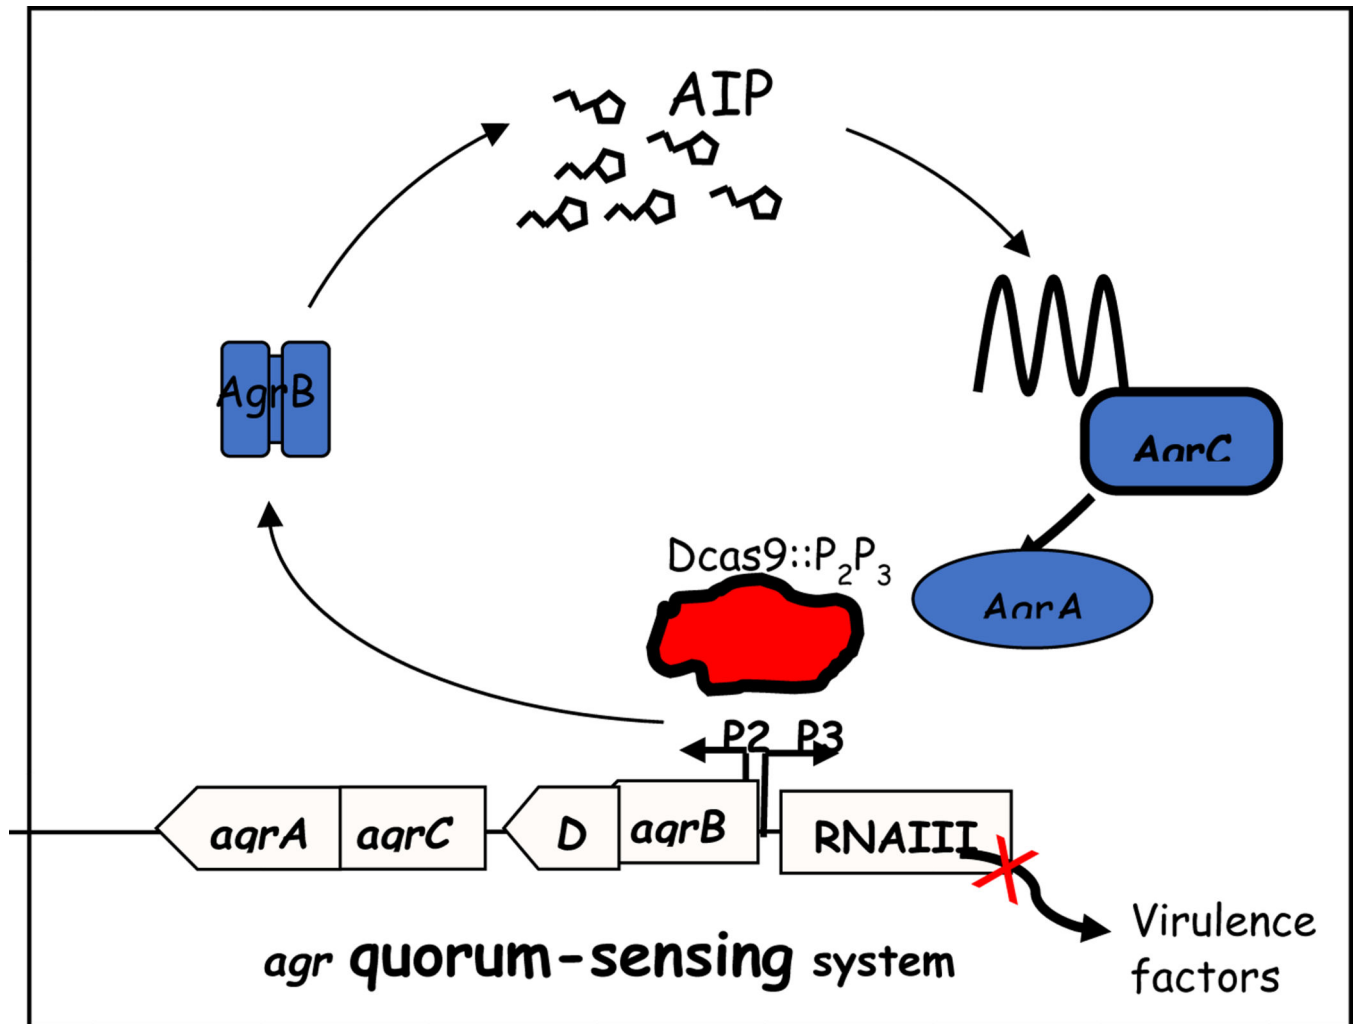 AIP
AgrB
AgrC
Dcas9::P2P3
AgrA
P2 P3
agrA agrC D agrB RNAIII
Virulence
factors
agr quorum-sensing system